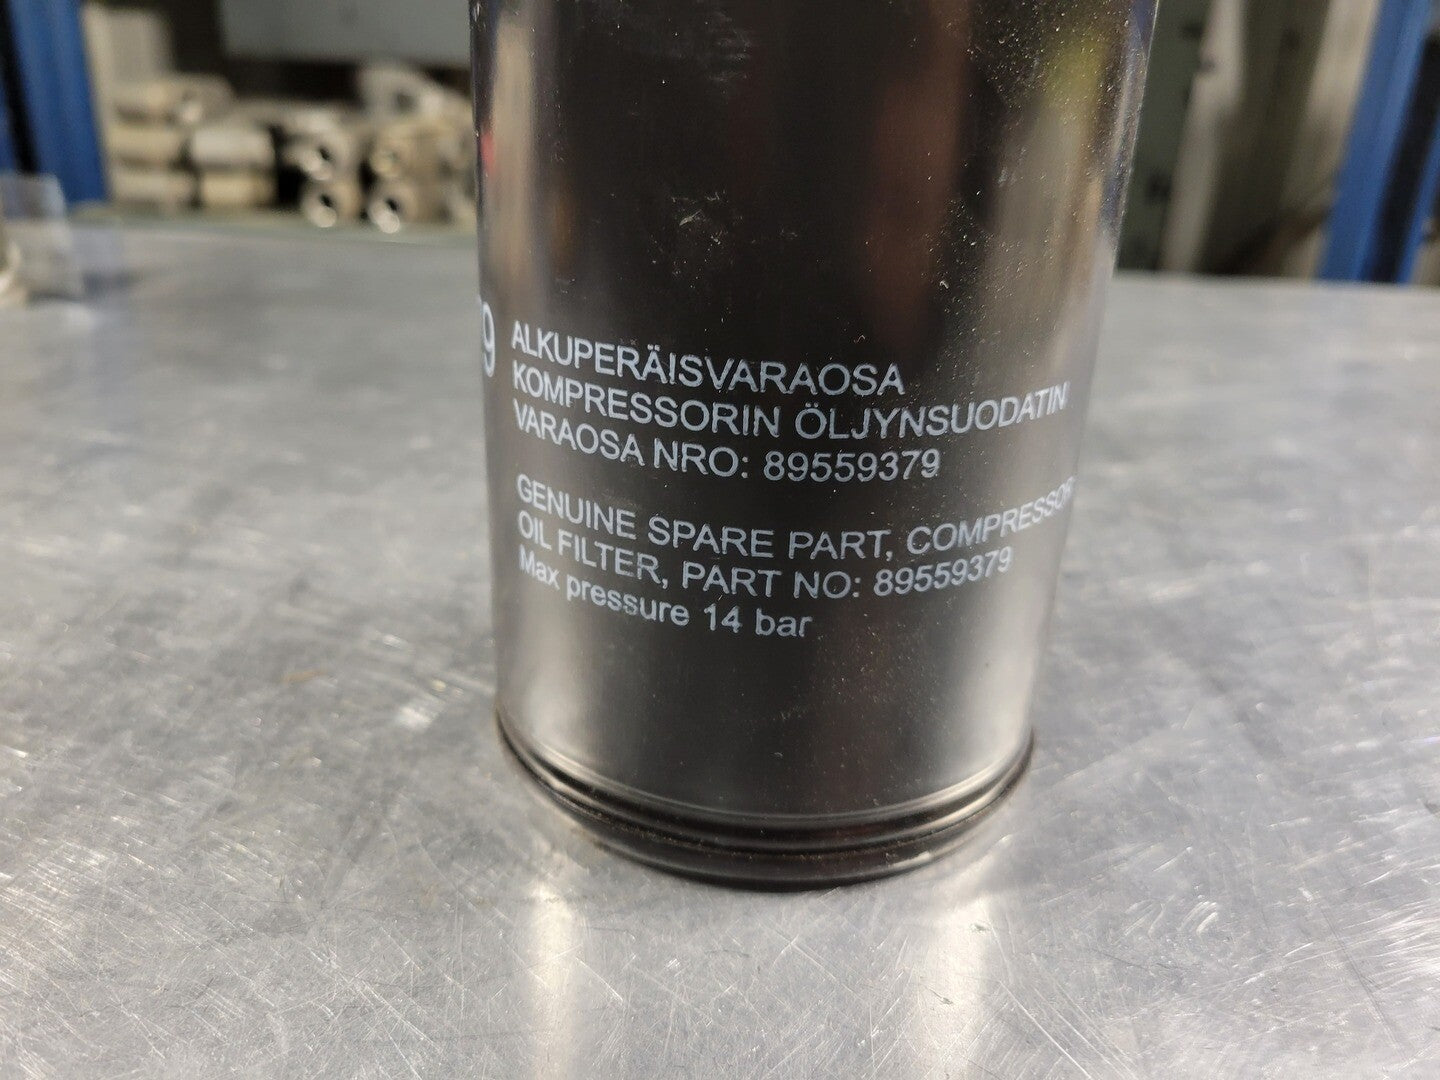 9
ALKUPERÄISVARAOSA
KOMPRESSORIN ÖLJYNSUODATIN
VARAOSA NRO: 89559379
GENUINE SPARE PART, COMPRESSOR
OIL FILTER, PART NO: 89559379
Max pressure 14 bar